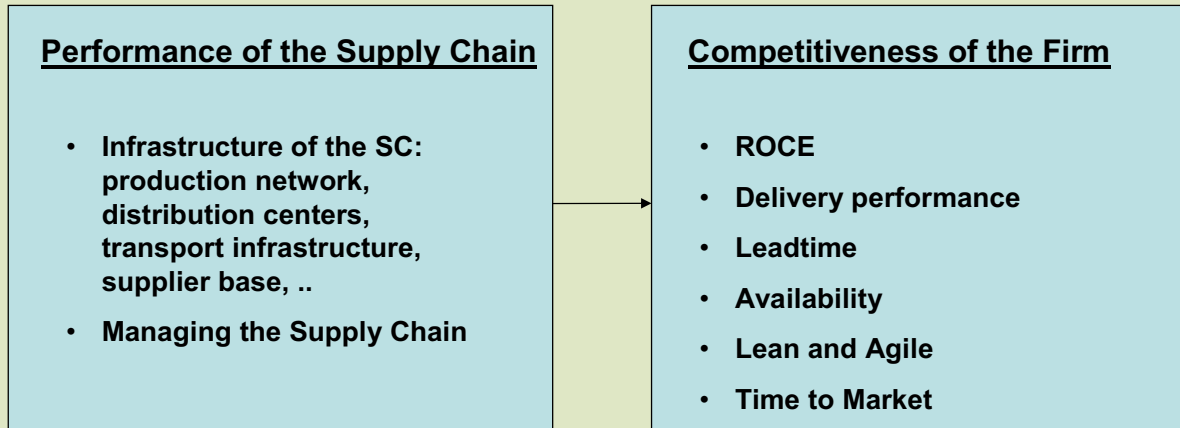 Performance of the Supply Chain
• Infrastructure of the SC:
production network,
distribution centers,
transport infrastructure,
supplier base, ..
• Managing the Supply Chain
Competitiveness of the Firm
• ROCE
• Delivery performance
• Leadtime
• Availability
• Lean and Agile
• Time to Market